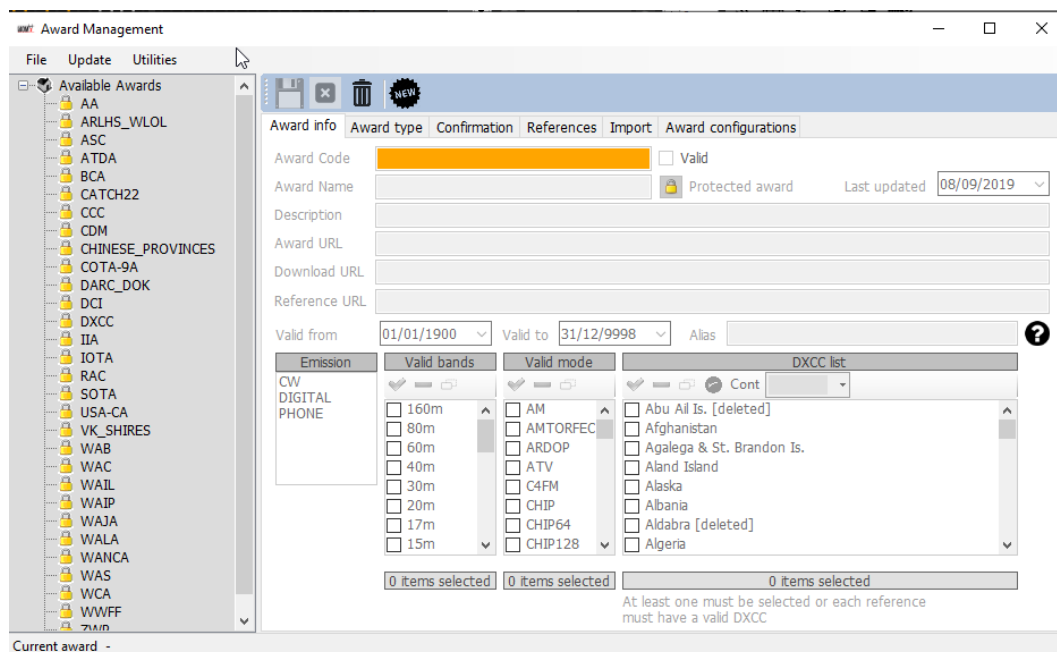 Award Management
File Update Utilities
Available Awards
AA
ARLHS_WLOL
ASC
ATDA
BCA
CATCH22
CCC
CDM
CHINESE_PROVINCES
COTA-9A
DARC_DOK
DCI
DXCC
IIA
IOTA
RAC
SOTA
USA-CA
VK_SHIRES
WAB
WAC
WAIL
WAIP
WAJA
WALA
WANCA
WAS
WCA
WWFF
NEW
Award info Award type Confirmation References Import Award configurations
Award Code Valid
Award Name Protected award Last updated 08/09/2019
Description
Award URL
Download URL
Reference URL
Valid from 01/01/1900 Valid to 31/12/9998 Alias ?
Emission
CW
DIGITAL
PHONE
Valid bands
160m
80m
60m
40m
30m
20m
17m
15m
0 items selected
Valid mode
AM
AMTORFEC
ARDOP
ATV
C4FM
CHIP
CHIP64
CHIP128
0 items selected
DXCC list
Cont
Abu Ail Is. [deleted]
Afghanistan
Agalega & St. Brandon Is.
Aland Island
Alaska
Albania
Aldabra [deleted]
Algeria
0 items selected
At least one must be selected or each reference
must have a valid DXCC
Current award -